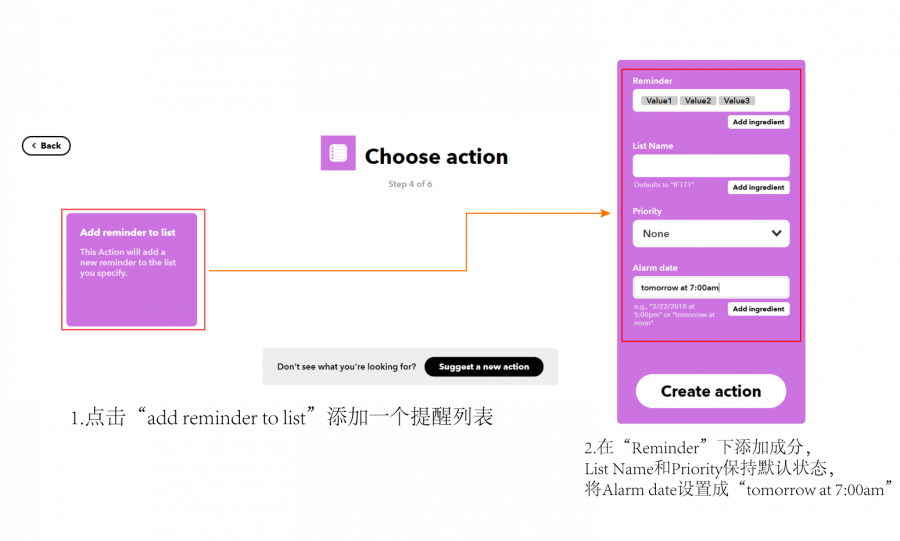 Back
Choose action
Step 4 of 6
Add reminder to list
This Action will add a
new reminder to the list
you specify.
Don't see what you're looking for?
Suggest a new action
1.点击“add reminder to list”添加一个提醒列表
Reminder
Value1 Value2 Value3
Add ingredient
List Name
Defaults to "IFTTT"
Add ingredient
Priority
None
Alarm date
tomorrow at 7:00am
e.g., "2/22/2018 at
5:00pm" or "tomorrow at
noon"
Add ingredient
Create action
2.在“Reminder”下添加成分，
List Name和Priority保持默认状态，
将Alarm date设置成“tomorrow at 7:00am”